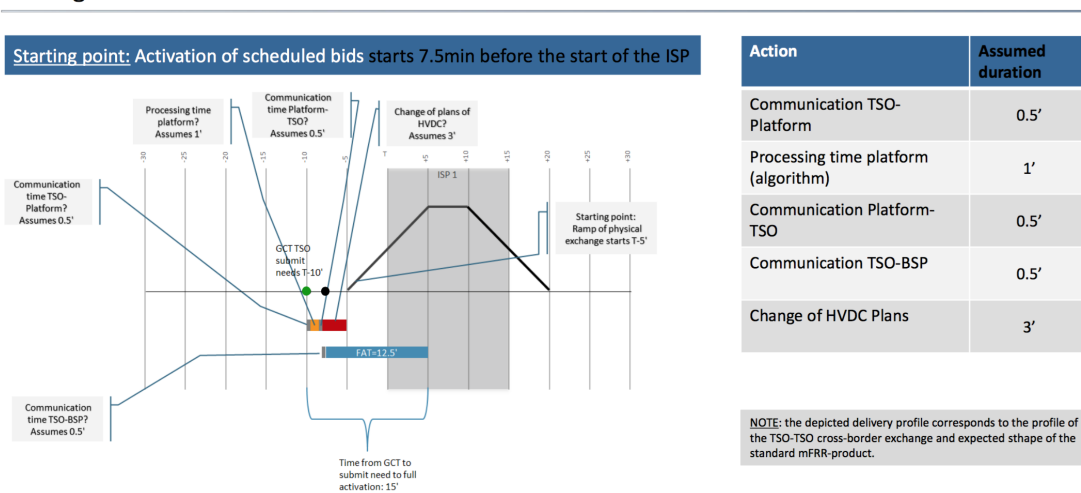 Starting point: Activation of scheduled bids starts 7.5min before the start of the ISP
Communication
time Platform-
TSO?
Assumes 0.5'
Processing time
platform?
Assumes 1'
Change of plans of
HVDC?
Assumes 3'
-30
-25
-20
-15
-10
-5
T
+5
+10
+15
+20
+25
+30
ISP 1
Communication
time TSO-
Platform?
Assumes 0.5'
Starting point:
Ramp of physical
exchange starts T-5'
GCT TSO
submit
needs T-10'
FAT=12.5'
Communication
time TSO-BSP?
Assumes 0.5'
Time from GCT to
submit need to full
activation: 15'
Action
Assumed
duration
Communication TSO-
Platform
0.5'
Processing time platform
(algorithm)
1'
Communication Platform-
TSO
0.5'
Communication TSO-BSP
0.5'
Change of HVDC Plans
3'
NOTE: the depicted delivery profile corresponds to the profile of
the TSO-TSO cross-border exchange and expected sthape of the
standard mFRR-product.